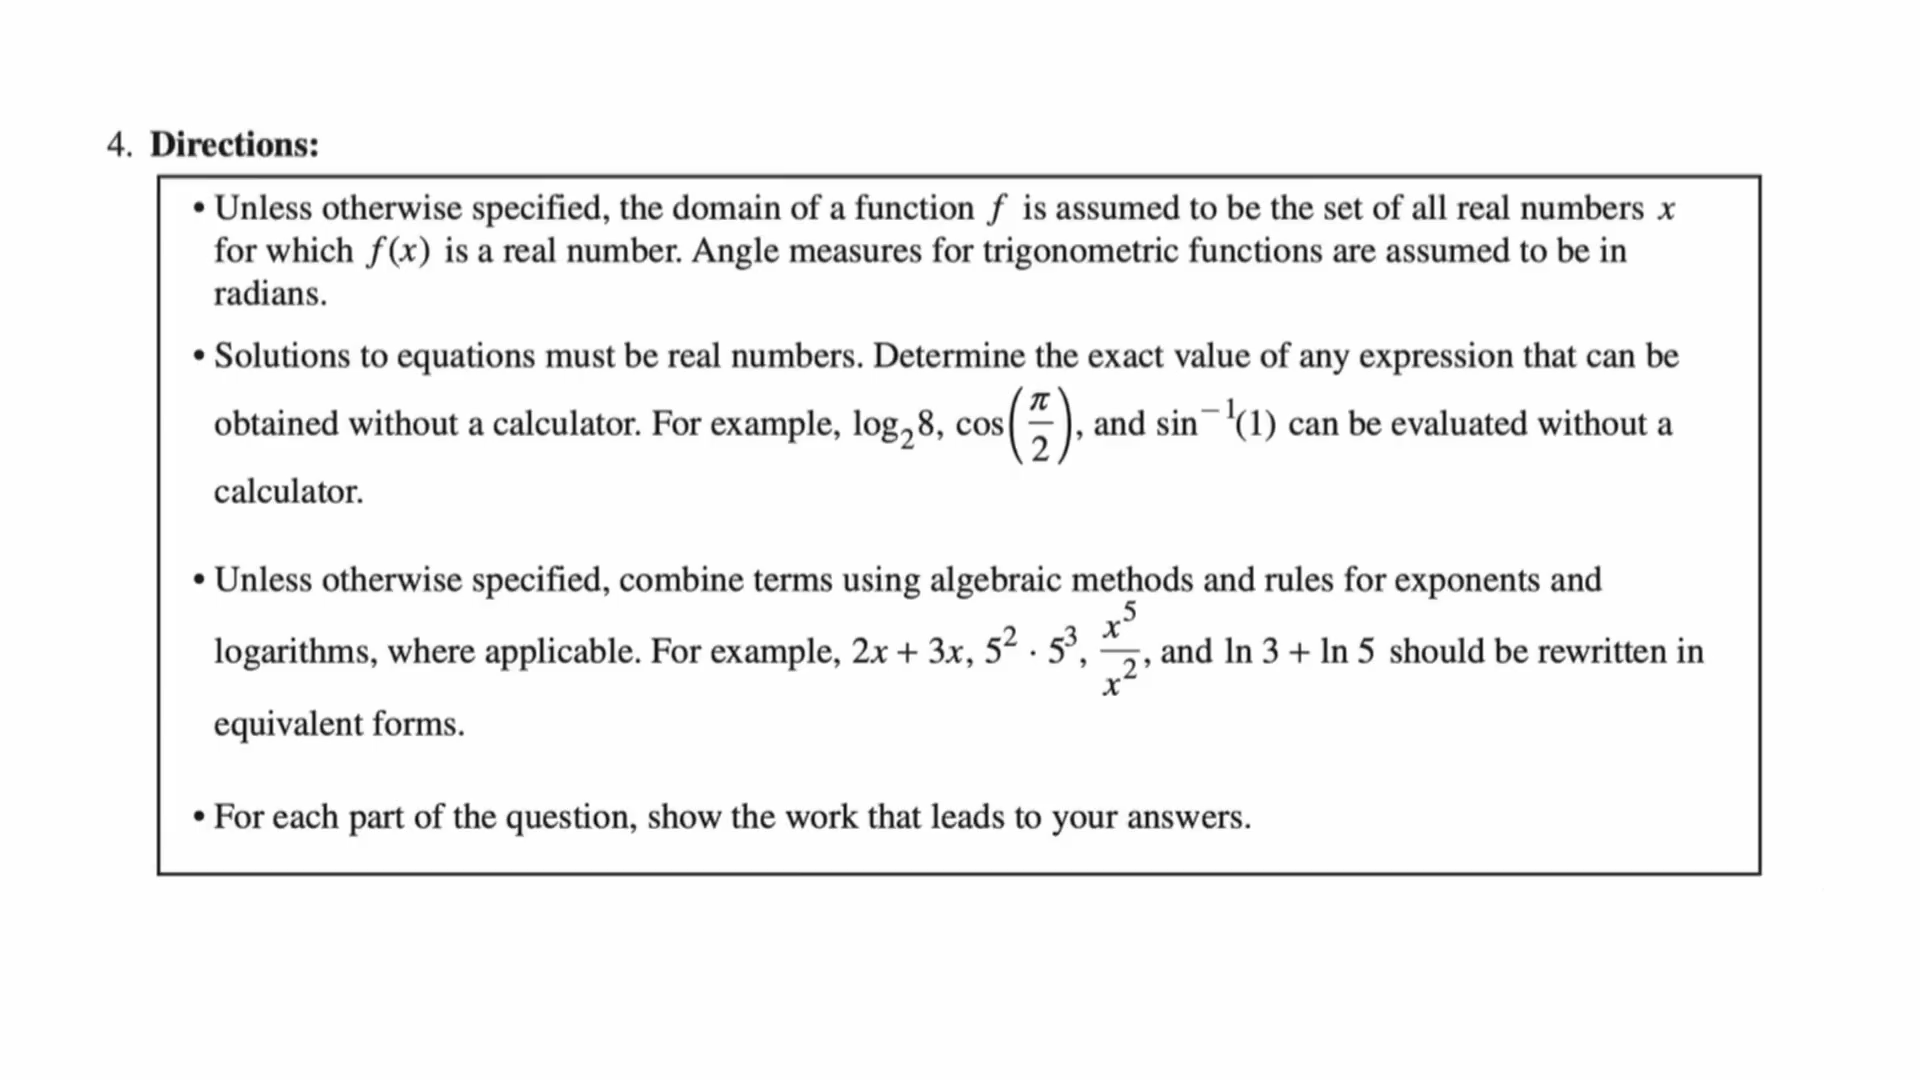 4. Directions:
• Unless otherwise specified, the domain of a function f is assumed to be the set of all real numbers x
for which f(x) is a real number. Angle measures for trigonometric functions are assumed to be in
radians.
• Solutions to equations must be real numbers. Determine the exact value of any expression that can be
obtained without a calculator. For example, log₂8, cos(π/2), and sin⁻¹(1) can be evaluated without a
calculator.
• Unless otherwise specified, combine terms using algebraic methods and rules for exponents and
logarithms, where applicable. For example, 2x + 3x, 5² · 5³, x⁵/x², and ln 3 + ln 5 should be rewritten in
equivalent forms.
• For each part of the question, show the work that leads to your answers.